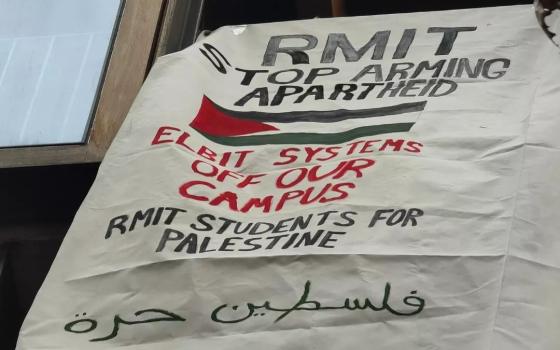 RMIT
STOP ARMING
APARTHEID
ELBIT SYSTEMS
OFF OUR
CAMPUS
RMIT STUDENTS FOR
PALESTINE
فلسطين حرة